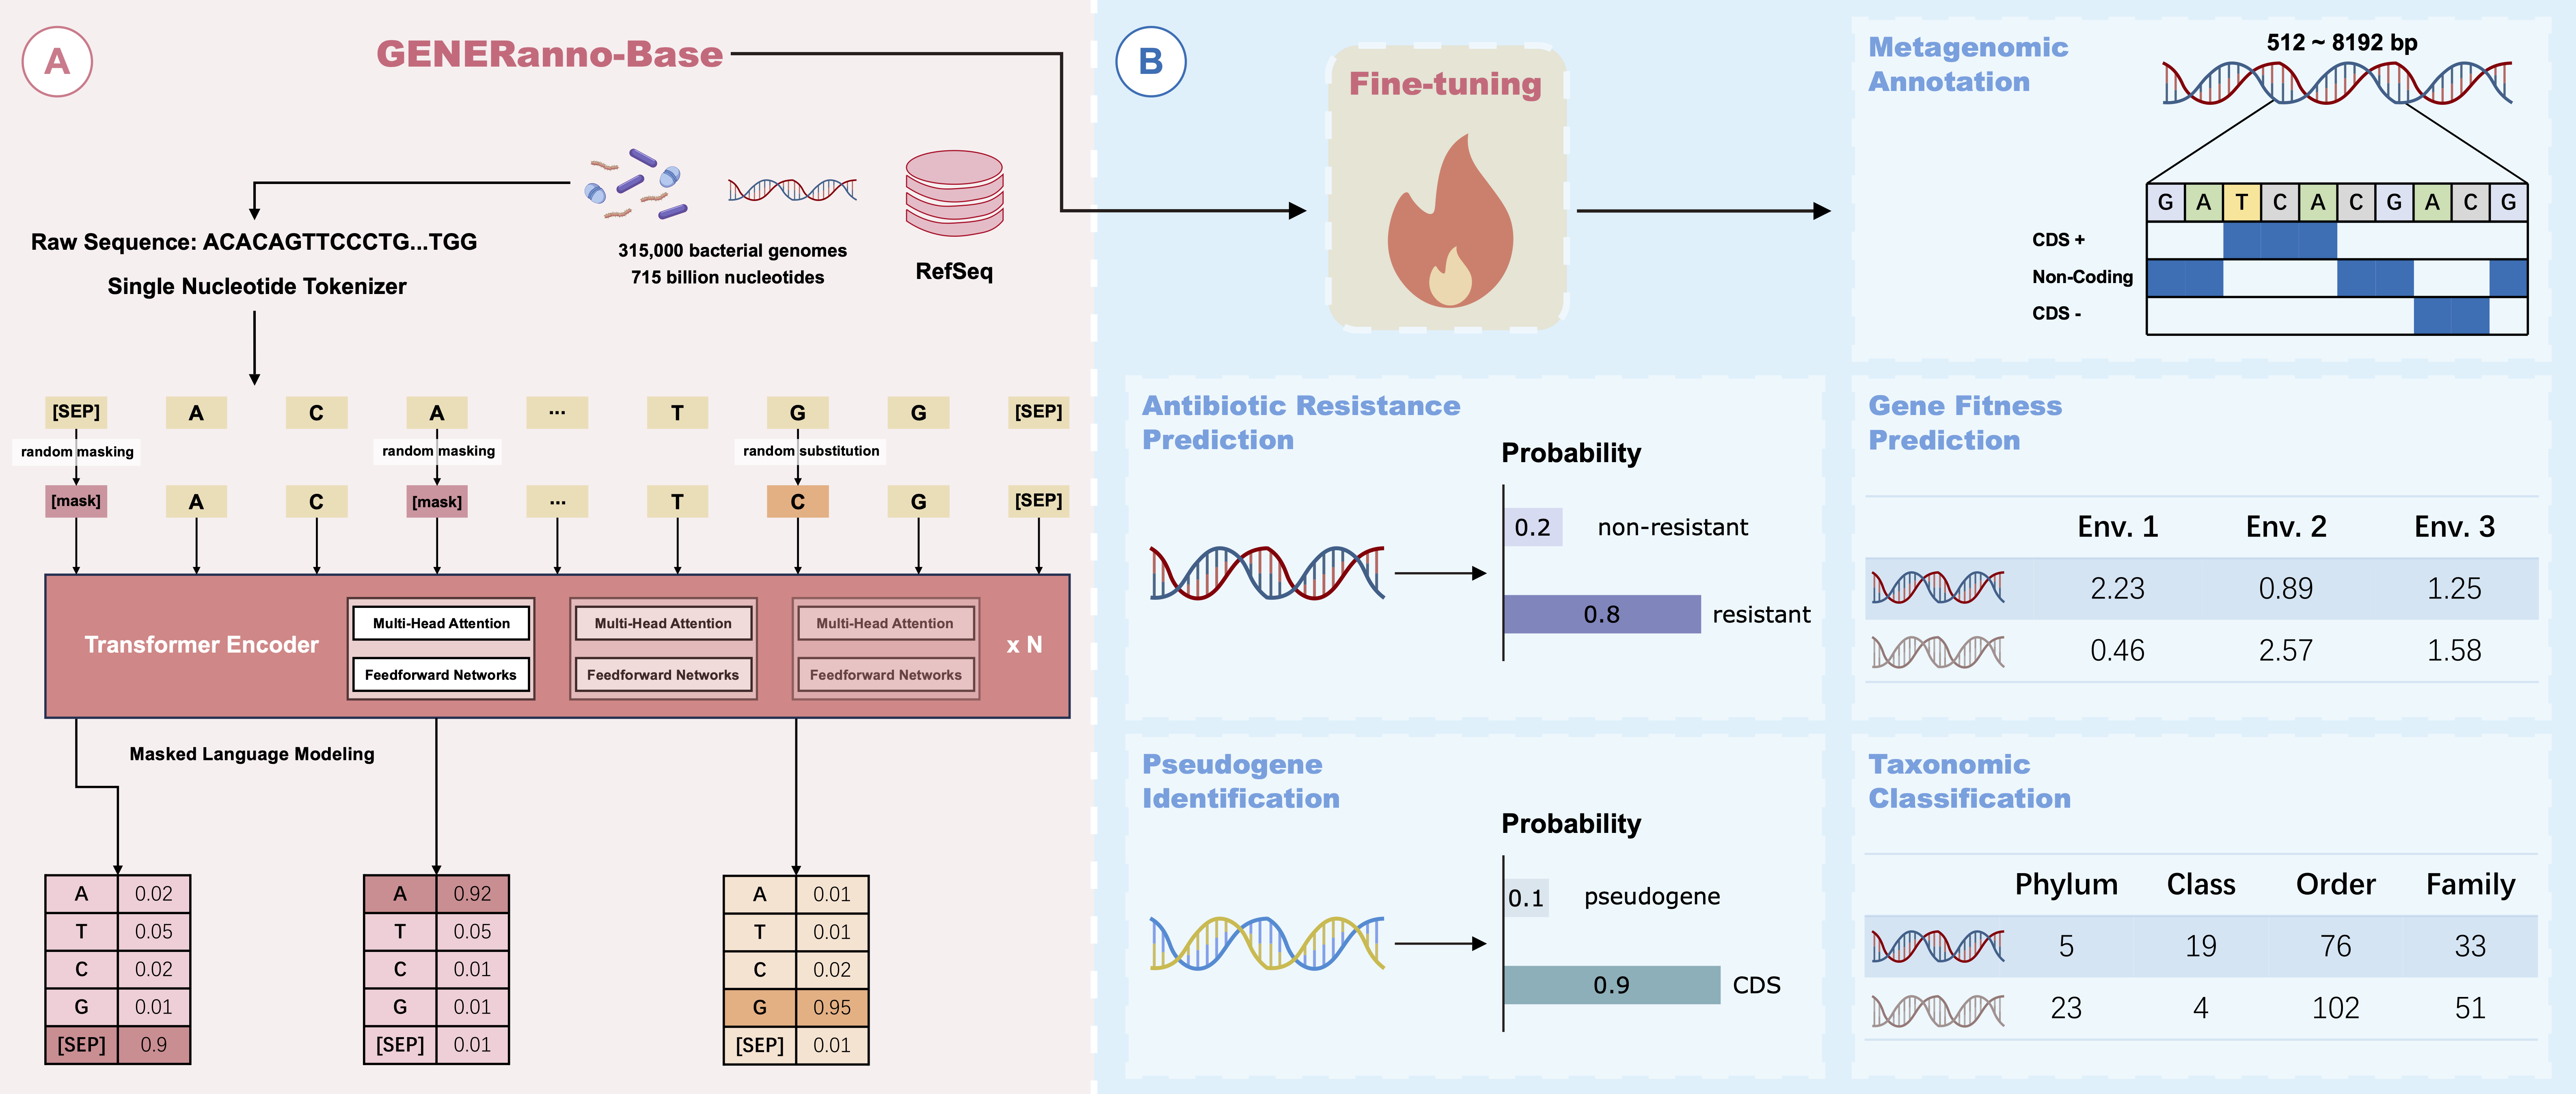 A
GENERanno-Base
315,000 bacterial genomes
715 billion nucleotides
RefSeq
Raw Sequence: ACACAGTTCCCTG...TGG
Single Nucleotide Tokenizer
[SEP] A C A ... T G G [SEP]
random masking random masking random substitution
[mask] A C [mask] ... T C G [SEP]
Transformer Encoder
Multi-Head Attention
Feedforward Networks
Multi-Head Attention
Feedforward Networks
Multi-Head Attention
Feedforward Networks
x N
Masked Language Modeling
A 0.02
T 0.05
C 0.02
G 0.01
[SEP] 0.9
A 0.92
T 0.05
C 0.01
G 0.01
[SEP] 0.01
A 0.01
T 0.01
C 0.02
G 0.95
[SEP] 0.01
B
Fine-tuning
Metagenomic
Annotation
512 ~ 8192 bp
G A T C A C G A C G
CDS +
Non-Coding
CDS -
Antibiotic Resistance
Prediction
Probability
0.2 non-resistant
0.8 resistant
Gene Fitness
Prediction
Env. 1 Env. 2 Env. 3
2.23 0.89 1.25
0.46 2.57 1.58
Pseudogene
Identification
Probability
0.1 pseudogene
0.9 CDS
Taxonomic
Classification
Phylum Class Order Family
5 19 76 33
23 4 102 51